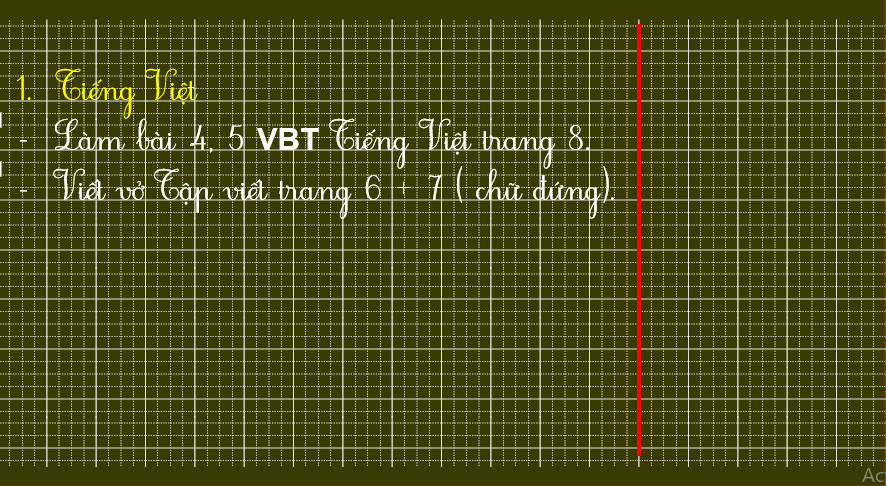 1. Tiếng Việt
- Làm bài 4, 5 VBT Tiếng Việt trang 8.
- Viết vở Tập viết trang 6 + 7 ( chữ đứng).